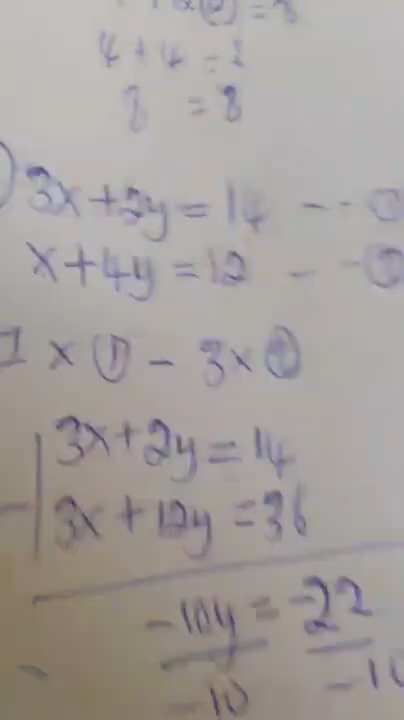 4 + 4 = 8
8 = 8
3x + 2y = 14 --- ①
x + 4y = 12 --- ②
1 × ① - 3 × ②
3x + 2y = 14
- 3x + 12y = 36
-10y = -22
-10 -10